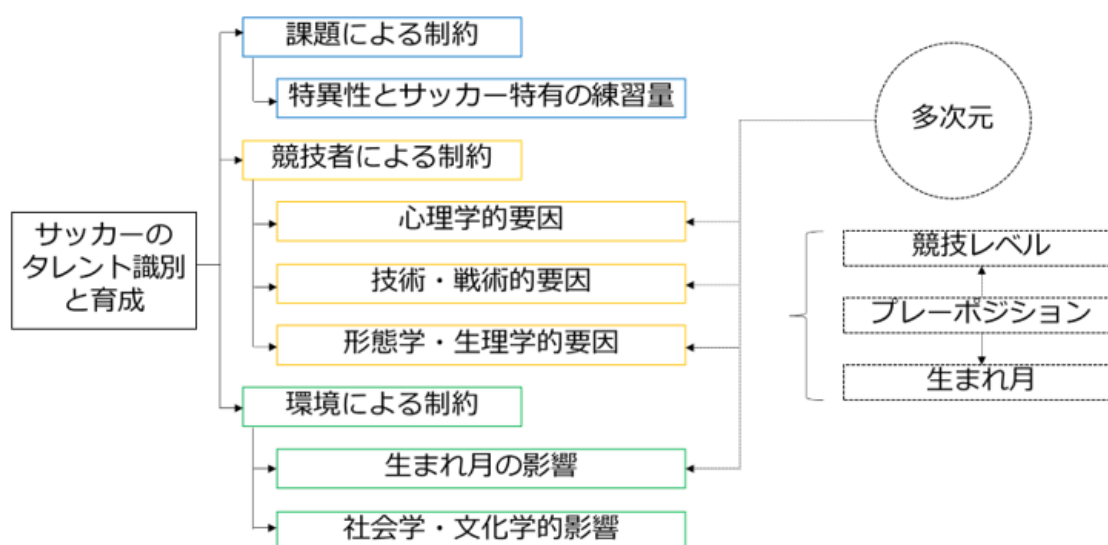 課題による制約
特異性とサッカー特有の練習量
競技者による制約
心理学的要因
技術・戦術的要因
形態学・生理学的要因
環境による制約
生まれ月の影響
社会学・文化学的影響
サッカーの
タレント識別
と育成
多次元
競技レベル
プレーポジション
生まれ月